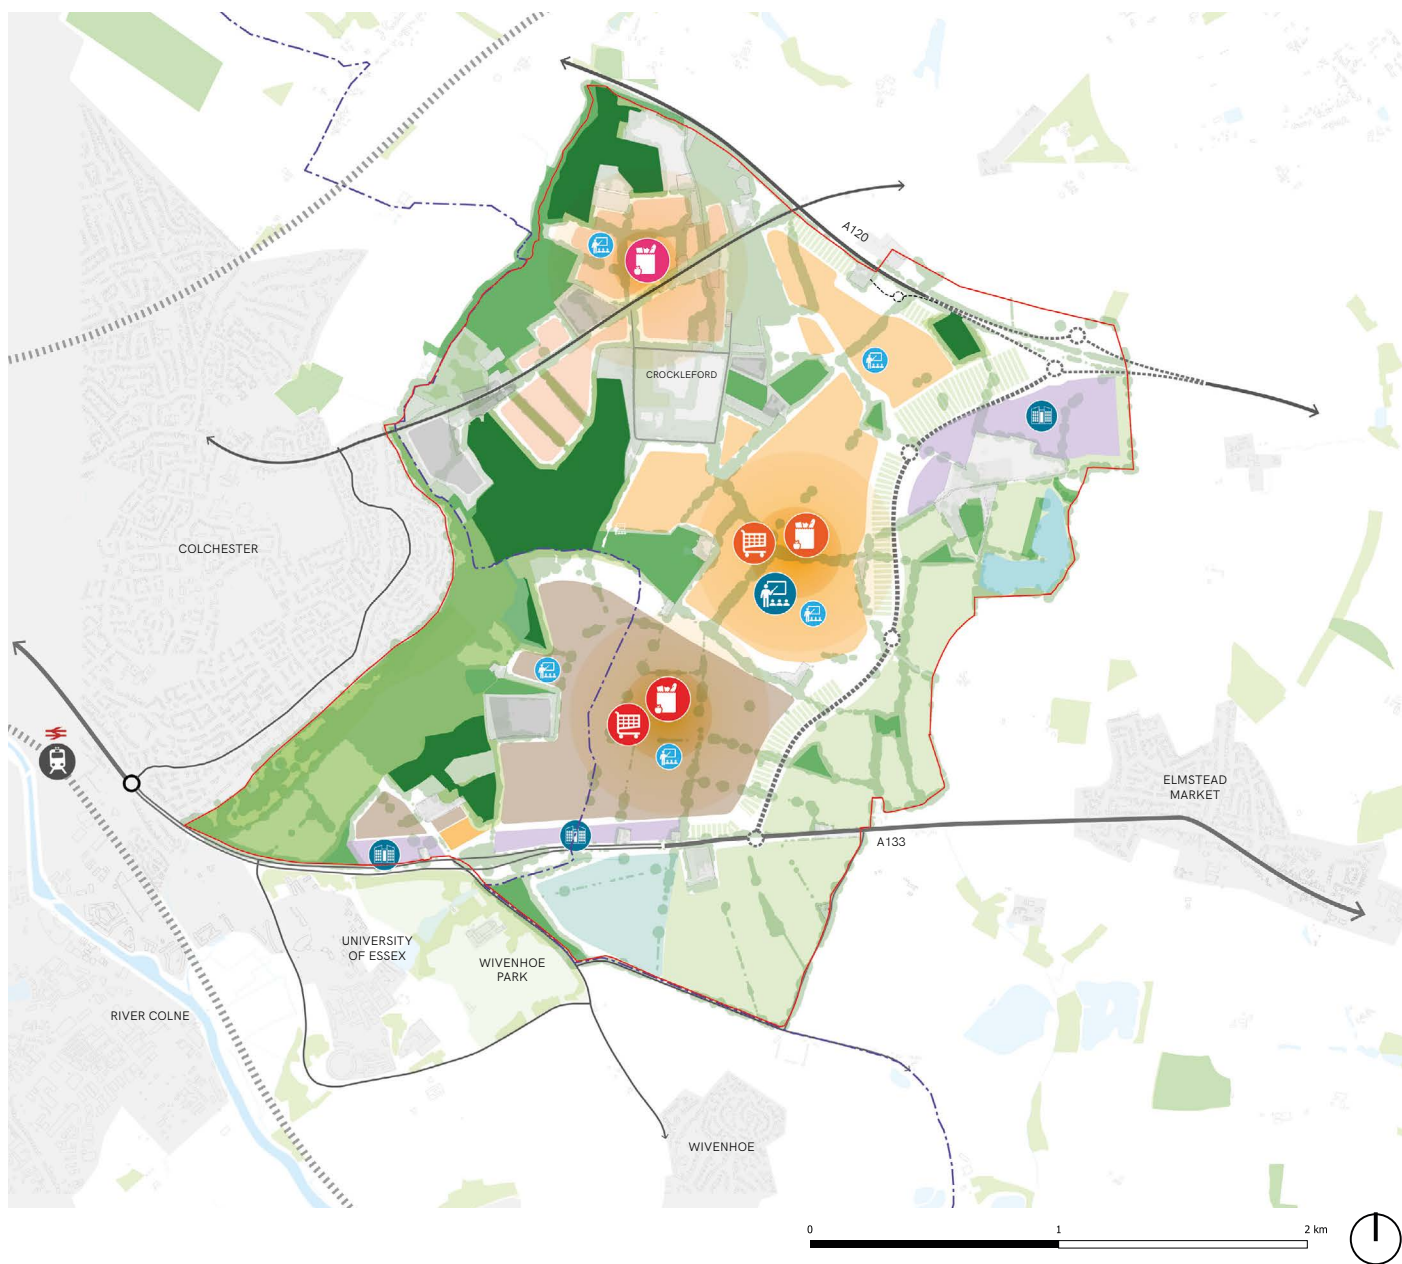 A120
CROCKLEFORD
COLCHESTER
ELMSTEAD
MARKET
A133
UNIVERSITY
OF ESSEX
WIVENHOE
PARK
RIVER COLNE
WIVENHOE
0
1
2 km